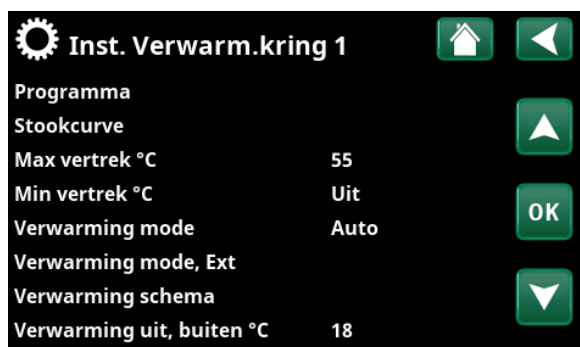 Inst. Verwarm.kring 1
Programma
Stookcurve
Max vertrek °C 55
Min vertrek °C Uit
Verwarming mode Auto
OK
Verwarming mode, Ext
Verwarming schema
Verwarming uit, buiten °C 18